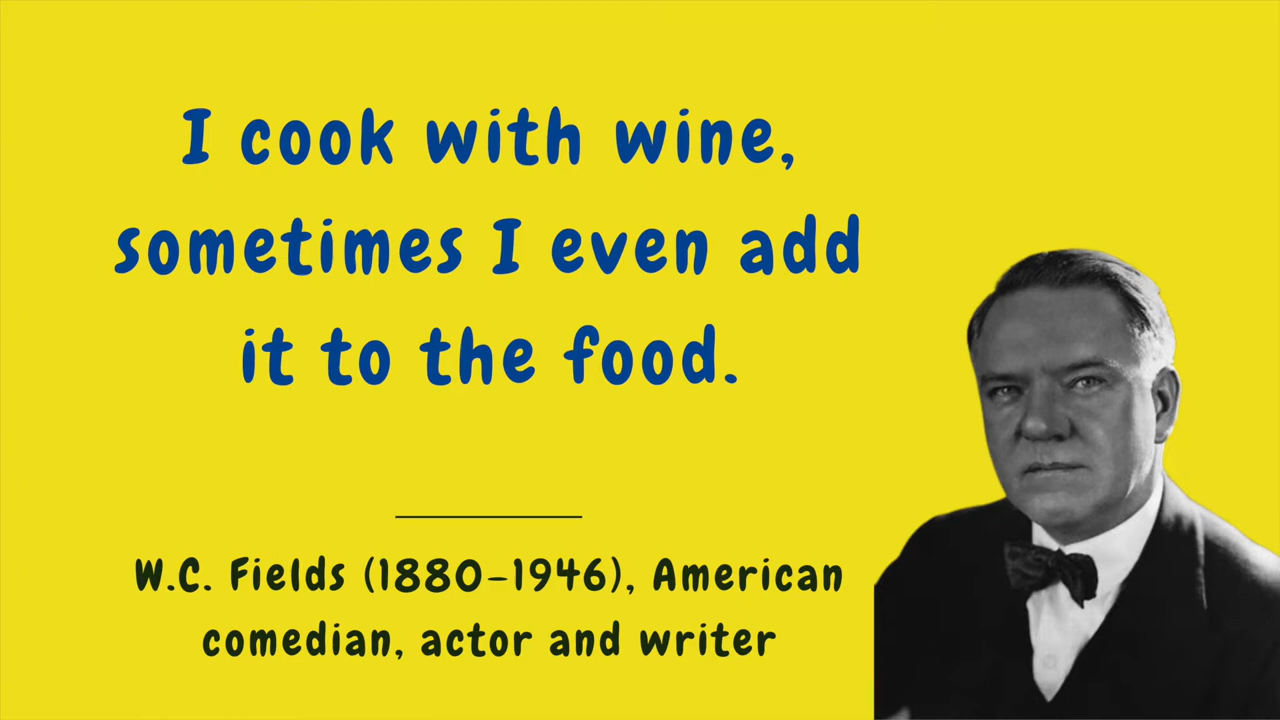 I cook with wine,
sometimes I even add
it to the food.
W.C. Fields (1880–1946), American
comedian, actor and writer